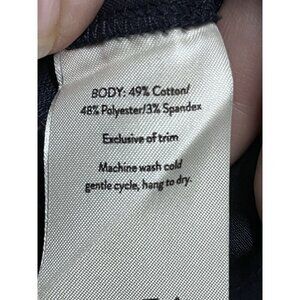 BODY: 49% Cotton/
48% Polyester/3% Spandex
Exclusive of trim
Machine wash cold
gentle cycle, hang to dry.